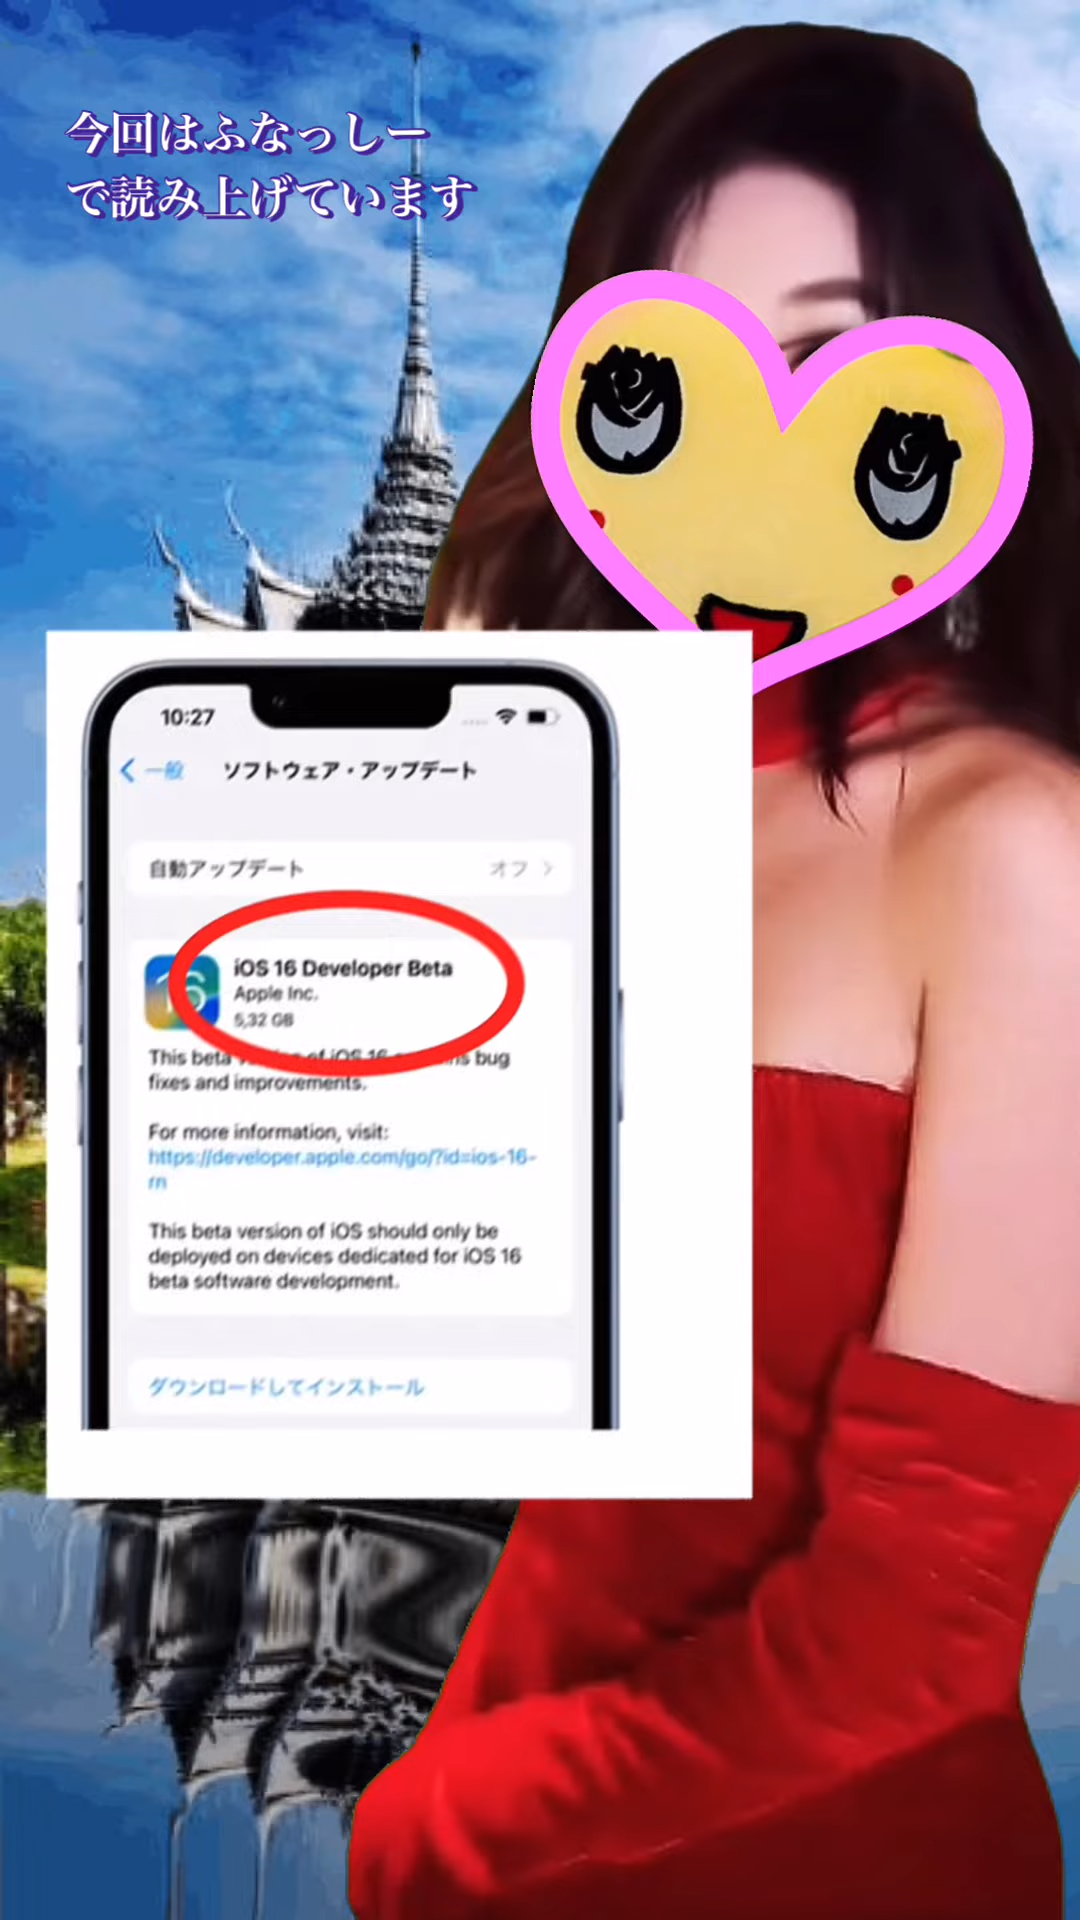 今回はふなっしー
で読み上げています
10:27
一般
ソフトウェア・アップデート
自動アップデート
オフ
iOS 16 Developer Beta
Apple Inc.
5,32 GB
This beta version of iOS 16 contains bug
fixes and improvements.
For more information, visit:
https://developer.apple.com/go/?id=ios-16-
rn
This beta version of iOS should only be
deployed on devices dedicated for iOS 16
beta software development.
ダウンロードしてインストール